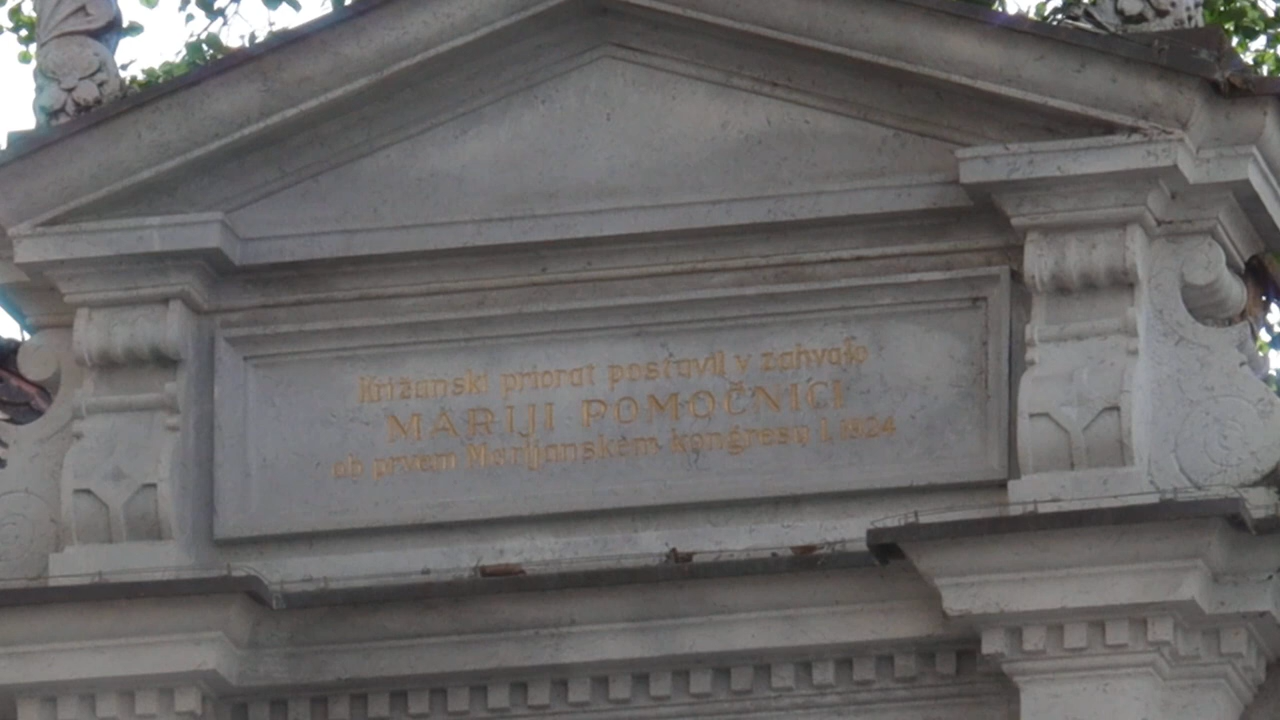 Križanski priorat postavil v zahvalo
MARIJI POMOČNICI
ob prvem Marijanskem kongresu l. 1924